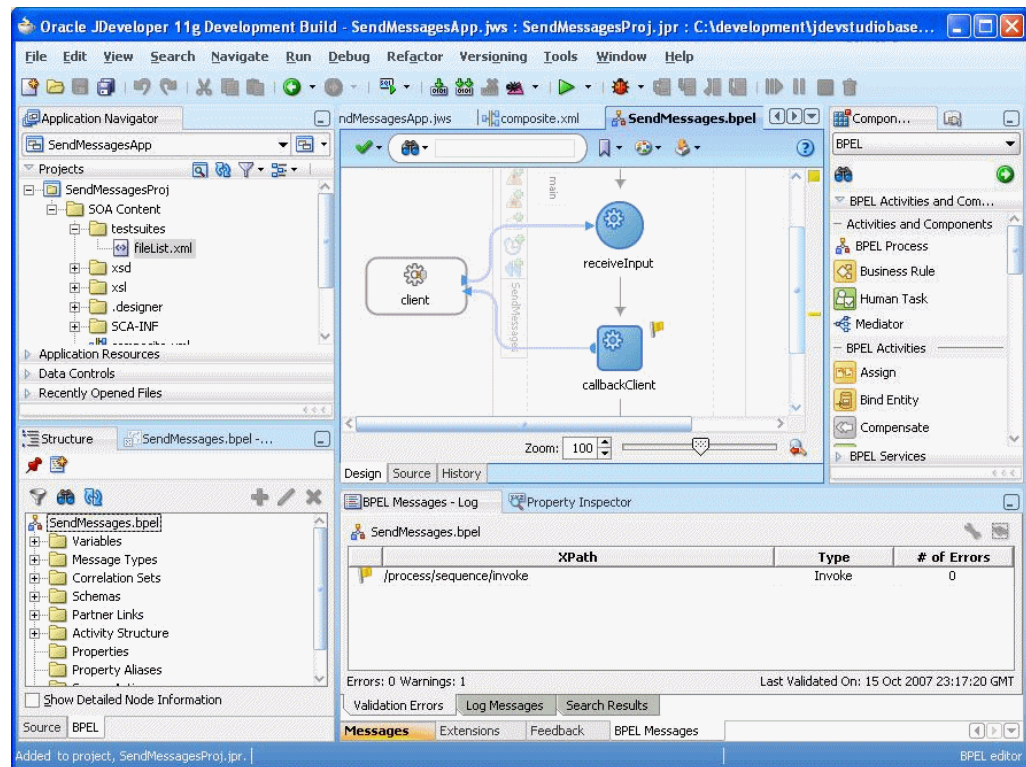 Oracle JDeveloper 11g Development Build - SendMessagesApp.jws : SendMessagesProj.jpr : C:\development\jdevstudiobase...
File Edit View Search Navigate Run Debug Refactor Versioning Tools Window Help
Application Navigator
SendMessagesApp
Projects
SendMessagesProj
SOA Content
testsuites
fileList.xml
xsd
xsl
.designer
SCA-INF
Application Resources
Data Controls
Recently Opened Files
Structure
SendMessages.bpel -...
SendMessages.bpel
Variables
Message Types
Correlation Sets
Schemas
Partner Links
Activity Structure
Properties
Property Aliases
Show Detailed Node Information
Source BPEL
ndMessagesApp.jws composite.xml SendMessages.bpel
main
SendMessages
client
receiveInput
callbackClient
Zoom: 100
Design Source History
Compon...
BPEL
BPEL Activities and Com...
Activities and Components
BPEL Process
Business Rule
Human Task
Mediator
BPEL Activities
Assign
Bind Entity
Compensate
BPEL Services
BPEL Messages - Log Property Inspector
SendMessages.bpel
XPath Type # of Errors
/process/sequence/invoke Invoke 0
Errors: 0 Warnings: 1 Last Validated On: 15 Oct 2007 23:17:20 GMT
Validation Errors Log Messages Search Results
Messages Extensions Feedback BPEL Messages
Added to project, SendMessagesProj.jpr. BPEL editor